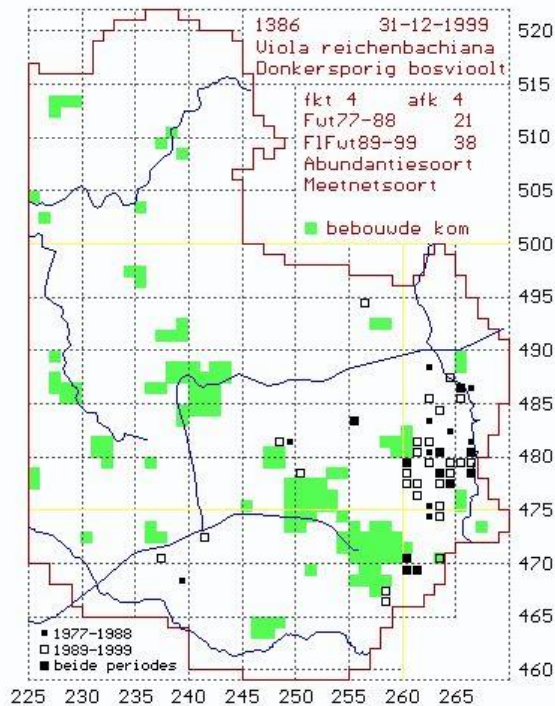 1386 31-12-1999
Viola reichenbachiana
Donkersporig bosvioolt
fkt 4 afk 4
Fut77-88 21
FlFut89-99 38
Abundantiesoort
Meetnetsoort
bebouwde kom
520
515
510
505
500
495
490
485
480
475
470
465
460
1977-1988
1989-1999
beide periodes
225 230 235 240 245 250 255 260 265